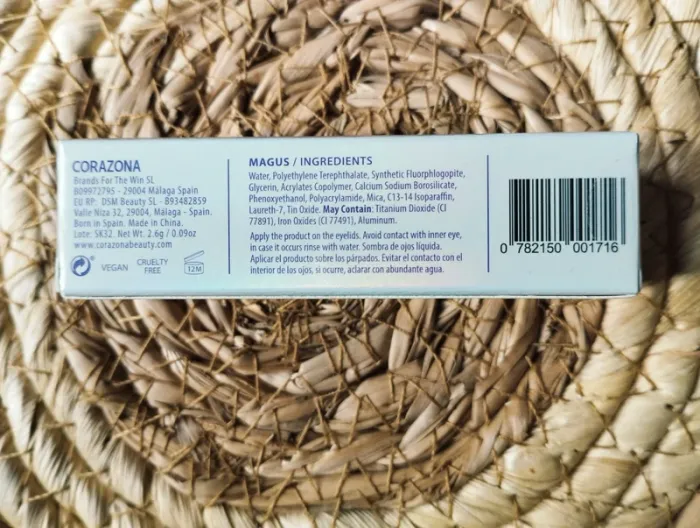 CORAZONA
Brands For The Win SL
B09972795 - 29004 Málaga Spain
EU RP: DSM Beauty SL - B93482859
Valle Niza 32, 29004, Málaga - Spain.
Born in Spain. Made in China.
Lote: SK32 Net Wt. 2.6g / 0.09oz
www.corazonabeauty.com
VEGAN
CRUELTY
FREE
12M
MAGUS / INGREDIENTS
Water, Polyethylene Terephthalate, Synthetic Fluorphlogopite,
Glycerin, Acrylates Copolymer, Calcium Sodium Borosilicate,
Phenoxyethanol, Polyacrylamide, Mica, C13-14 Isoparaffin,
Laureth-7, Tin Oxide. May Contain: Titanium Dioxide (CI
77891), Iron Oxides (CI 77491), Aluminum.
Apply the product on the eyelids. Avoid contact with inner eye,
in case it occurs rinse with water. Sombra de ojos líquida.
Aplicar el producto sobre los párpados. Evitar el contacto con el
interior de los ojos, si ocurre, aclarar con abundante agua.
0 782150 001716